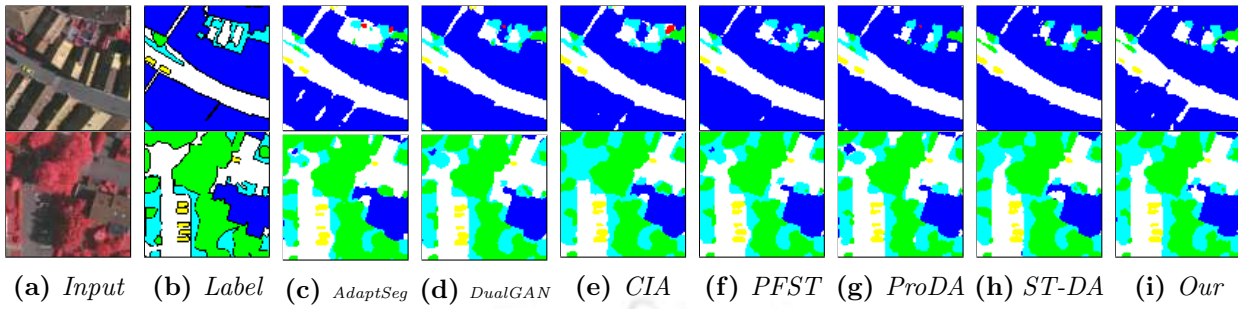 (a) Input (b) Label (c) AdaptSeg (d) DualGAN (e) CIA (f) PFST (g) ProDA (h) ST-DA (i) Our